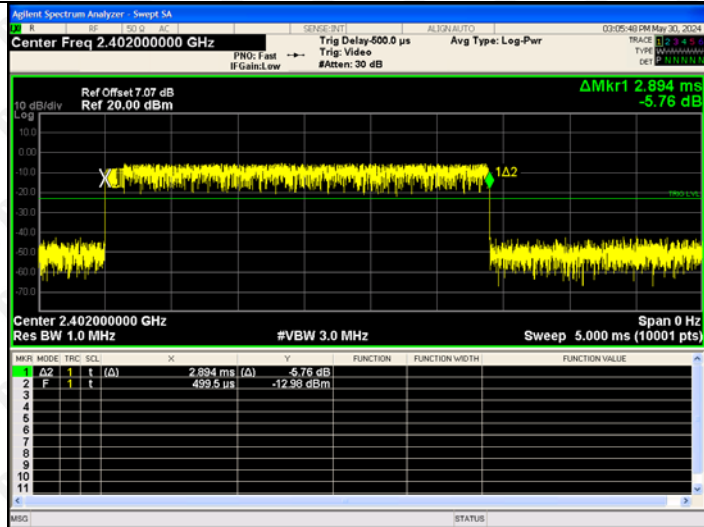 Agilent Spectrum Analyzer - Swept SA
R RF 50 Ω AC SENSE:INT ALIGN AUTO 03:05:48 PM May 30, 2024
Center Freq 2.402000000 GHz
PNO: Fast
IFGain:Low
Trig Delay-500.0 µs
Trig: Video
#Atten: 30 dB
Avg Type: Log-Pwr
TRACE 1 2 3 4 5 6
TYPE
DET P N N N N N
ΔMkr1 2.894 ms
-5.76 dB
Ref Offset 7.07 dB
10 dB/div Ref 20.00 dBm
Log
10.0
0.00
-10.0
1Δ2
-20.0
TRIG LVL
-30.0
-40.0
-50.0
-60.0
-70.0
Center 2.402000000 GHz Span 0 Hz
Res BW 1.0 MHz #VBW 3.0 MHz Sweep 5.000 ms (10001 pts)
MKR MODE TRC SCL X Y FUNCTION FUNCTION WIDTH FUNCTION VALUE
1 Δ2 1 t (Δ) 2.894 ms (Δ) -5.76 dB
2 F 1 t 499.5 µs -12.98 dBm
3
4
5
6
7
8
9
10
11
MSG STATUS